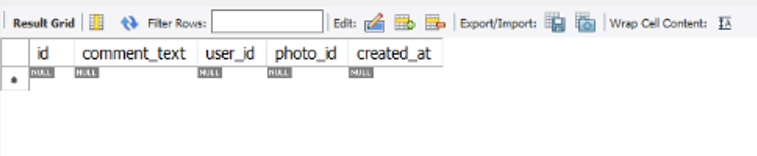 Result Grid Filter Rows: Edit: Export/Import: Wrap Cell Content: IA
id comment_text user_id photo_id created_at
NULL NULL NULL NULL NULL